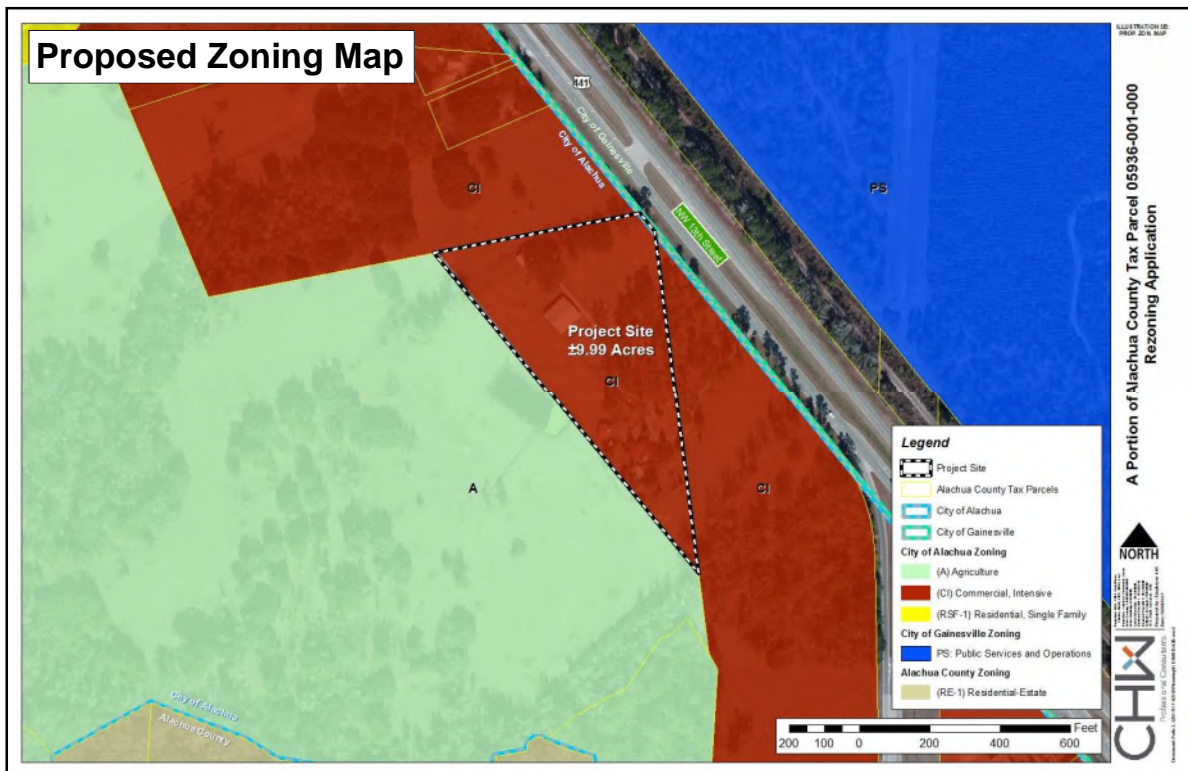 Proposed Zoning Map
441
City of Gainesville
City of Alachua
CI
PS
NW 13th Street
Project Site
±9.99 Acres
CI
A
CI
City of Alachua
Alachua County
Legend
Project Site
Alachua County Tax Parcels
City of Alachua
City of Gainesville
City of Alachua Zoning
(A) Agriculture
(CI) Commercial, Intensive
(RSF-1) Residential, Single Family
City of Gainesville Zoning
PS: Public Services and Operations
Alachua County Zoning
(RE-1) Residential-Estate
Feet
200 100 0 200 400 600
ILLUSTRATION 3B:
PROP. ZON. MAP
A Portion of Alachua County Tax Parcel 05936-001-000
Rezoning Application
NORTH
CHW
Professional Consultants